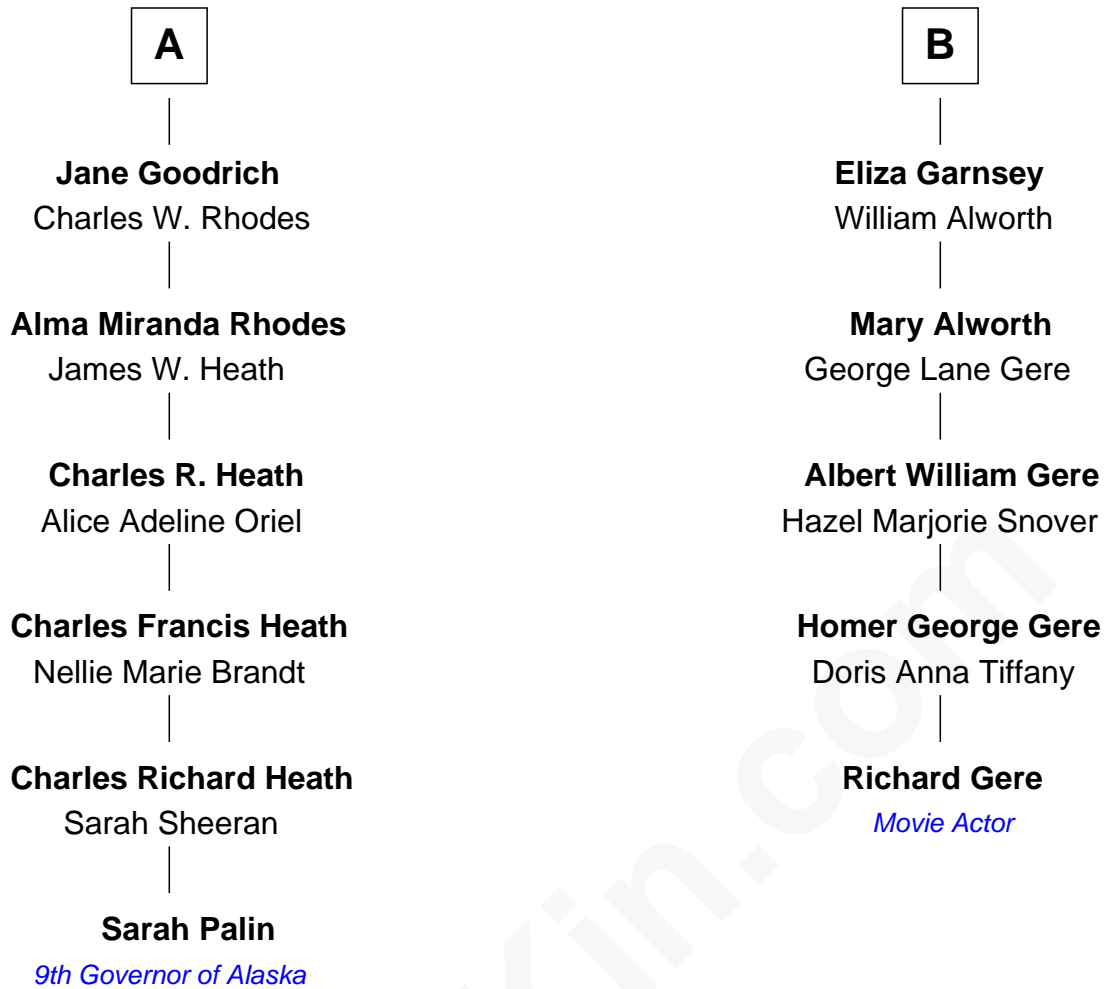 A
Jane Goodrich
Charles W. Rhodes
Alma Miranda Rhodes
James W. Heath
Charles R. Heath
Alice Adeline Oriel
Charles Francis Heath
Nellie Marie Brandt
Charles Richard Heath
Sarah Sheeran
Sarah Palin
9th Governor of Alaska
B
Eliza Garnsey
William Alworth
Mary Alworth
George Lane Gere
Albert William Gere
Hazel Marjorie Snover
Homer George Gere
Doris Anna Tiffany
Richard Gere
Movie Actor